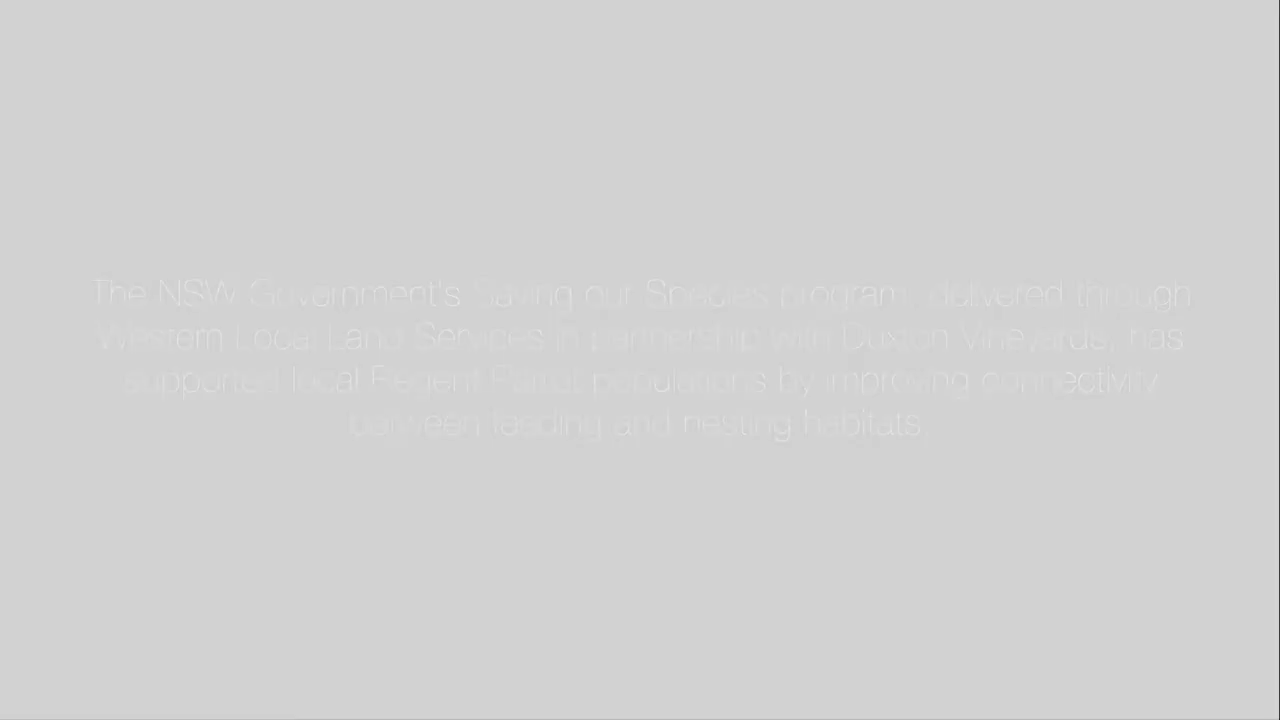 The NSW Government's Saving our Species program, delivered through
Western Local Land Services in partnership with Duxton Vineyards, has
supported local Regent Parrot populations by improving connectivity
between feeding and nesting habitats.